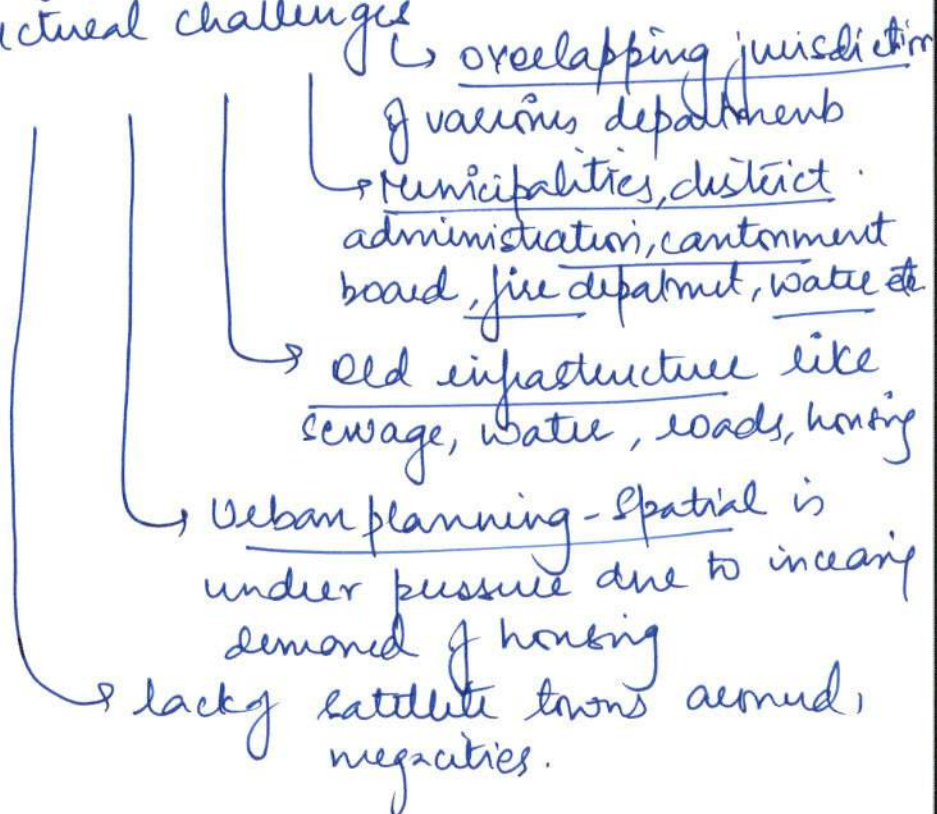 ctural challenges
↳ overlapping jurisdiction
of various departments
→ Municipalities, district
administration, cantonment
board, fire depatmnt, water etc
→ Old infrastructure like
sewage, water, roads, housing
→ Urban planning - Spatial is
under pressure due to increasing
demand of housing
→ lack of satellite towns around,
megacities.